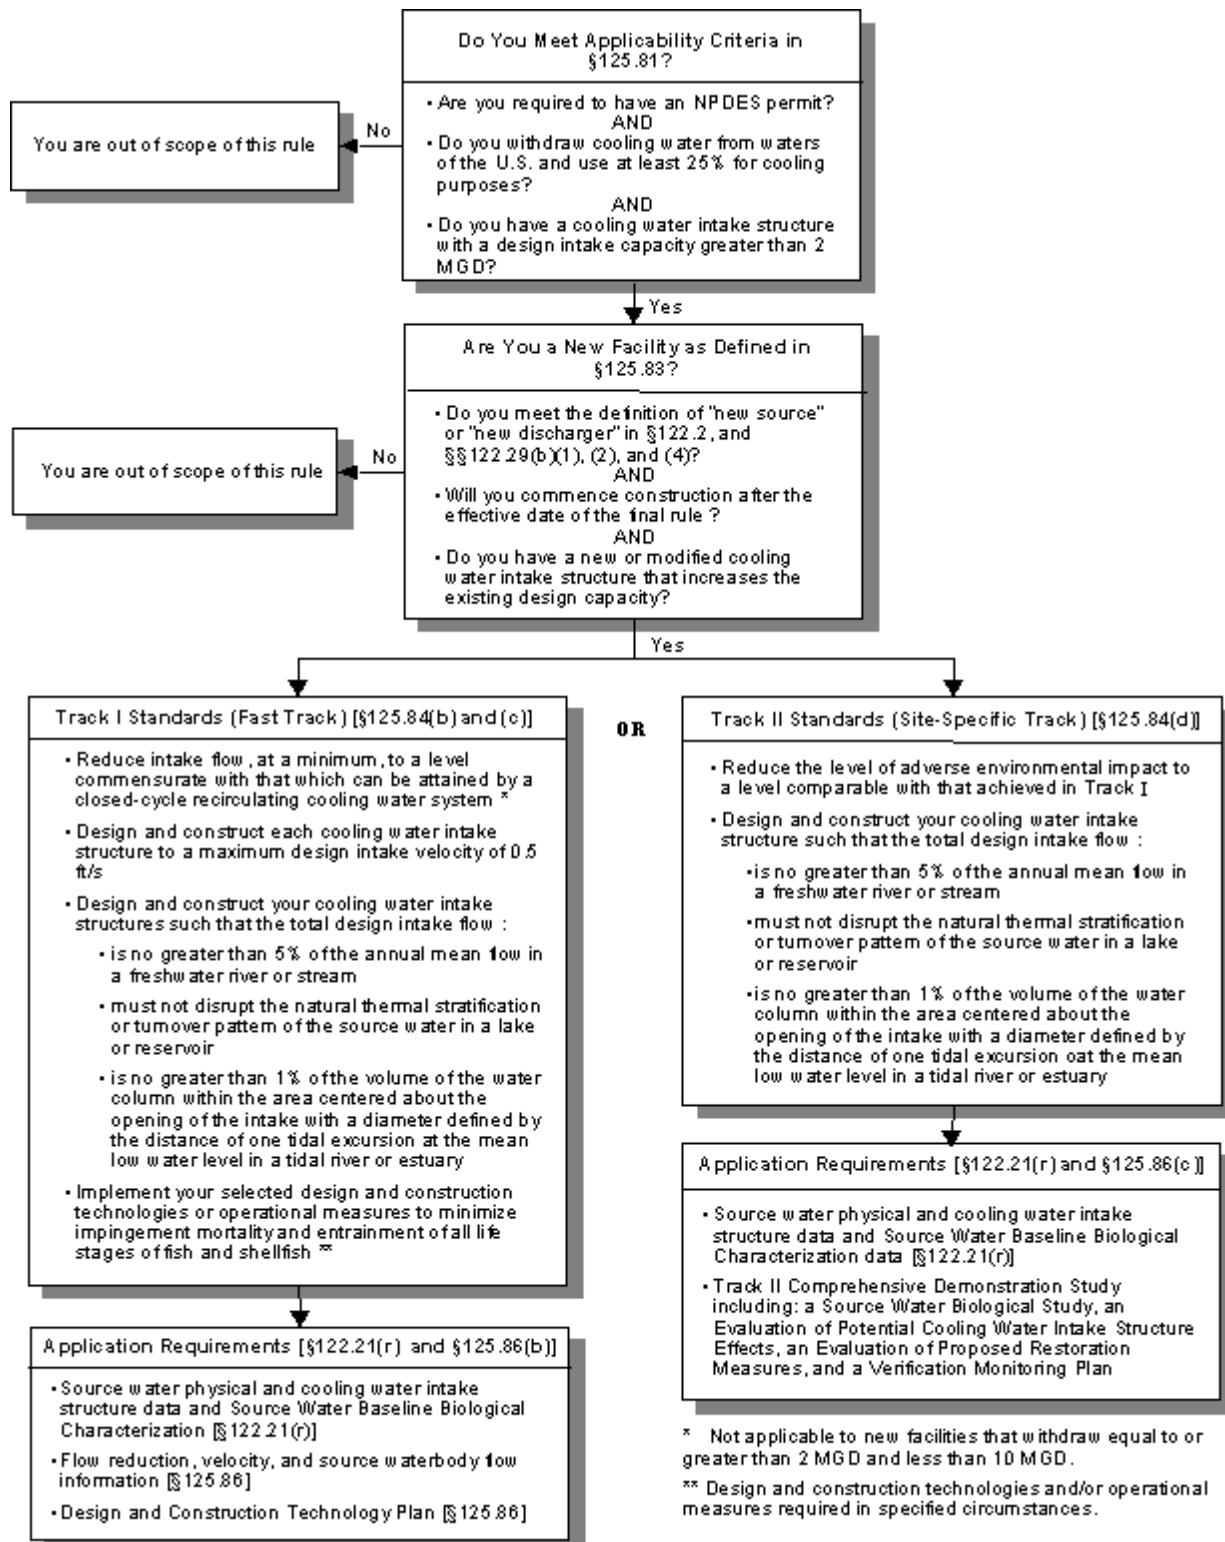 Do You Meet Applicability Criteria in
§125.81?
• Are you required to have an NPDES permit?
AND
• Do you withdraw cooling water from waters
of the U.S. and use at least 25% for cooling
purposes?
AND
• Do you have a cooling water intake structure
with a design intake capacity greater than 2
MGD?
No
You are out of scope of this rule
Yes
Are You a New Facility as Defined in
§125.83?
• Do you meet the definition of "new source"
or "new discharger" in §122.2, and
§§122.29(b)(1), (2), and (4)?
AND
• Will you commence construction after the
effective date of the final rule ?
AND
• Do you have a new or modified cooling
water intake structure that increases the
existing design capacity?
No
You are out of scope of this rule
Yes
Track I Standards (Fast Track) [§125.84(b) and (c)]
• Reduce intake flow, at a minimum, to a level
commensurate with that which can be attained by a
closed-cycle recirculating cooling water system *
• Design and construct each cooling water intake
structure to a maximum design intake velocity of 0.5
ft/s
• Design and construct your cooling water intake
structures such that the total design intake flow :
• is no greater than 5% of the annual mean flow in
a freshwater river or stream
• must not disrupt the natural thermal stratification
or turnover pattern of the source water in a lake
or reservoir
• is no greater than 1% of the volume of the water
column within the area centered about the
opening of the intake with a diameter defined by
the distance of one tidal excursion at the mean
low water level in a tidal river or estuary
• Implement your selected design and construction
technologies or operational measures to minimize
impingement mortality and entrainment of all life
stages of fish and shellfish **
OR
Track II Standards (Site-Specific Track) [§125.84(d)]
• Reduce the level of adverse environmental impact to
a level comparable with that achieved in Track I
• Design and construct your cooling water intake
structure such that the total design intake flow :
• is no greater than 5% of the annual mean flow in
a freshwater river or stream
• must not disrupt the natural thermal stratification
or turnover pattern of the source water in a lake
or reservoir
• is no greater than 1% of the volume of the water
column within the area centered about the
opening of the intake with a diameter defined by
the distance of one tidal excursion oat the mean
low water level in a tidal river or estuary
Application Requirements [§122.21(r) and §125.86(b)]
• Source water physical and cooling water intake
structure data and Source Water Baseline Biological
Characterization [§122.21(r)]
• Flow reduction, velocity, and source waterbody flow
information [§125.86]
• Design and Construction Technology Plan [§125.86]
Application Requirements [§122.21(r) and §125.86(c)]
• Source water physical and cooling water intake
structure data and Source Water Baseline Biological
Characterization data [§122.21(r)]
• Track II Comprehensive Demonstration Study
including: a Source Water Biological Study, an
Evaluation of Potential Cooling Water Intake Structure
Effects, an Evaluation of Proposed Restoration
Measures, and a Verification Monitoring Plan
* Not applicable to new facilities that withdraw equal to or
greater than 2 MGD and less than 10 MGD.
** Design and construction technologies and/or operational
measures required in specified circumstances.